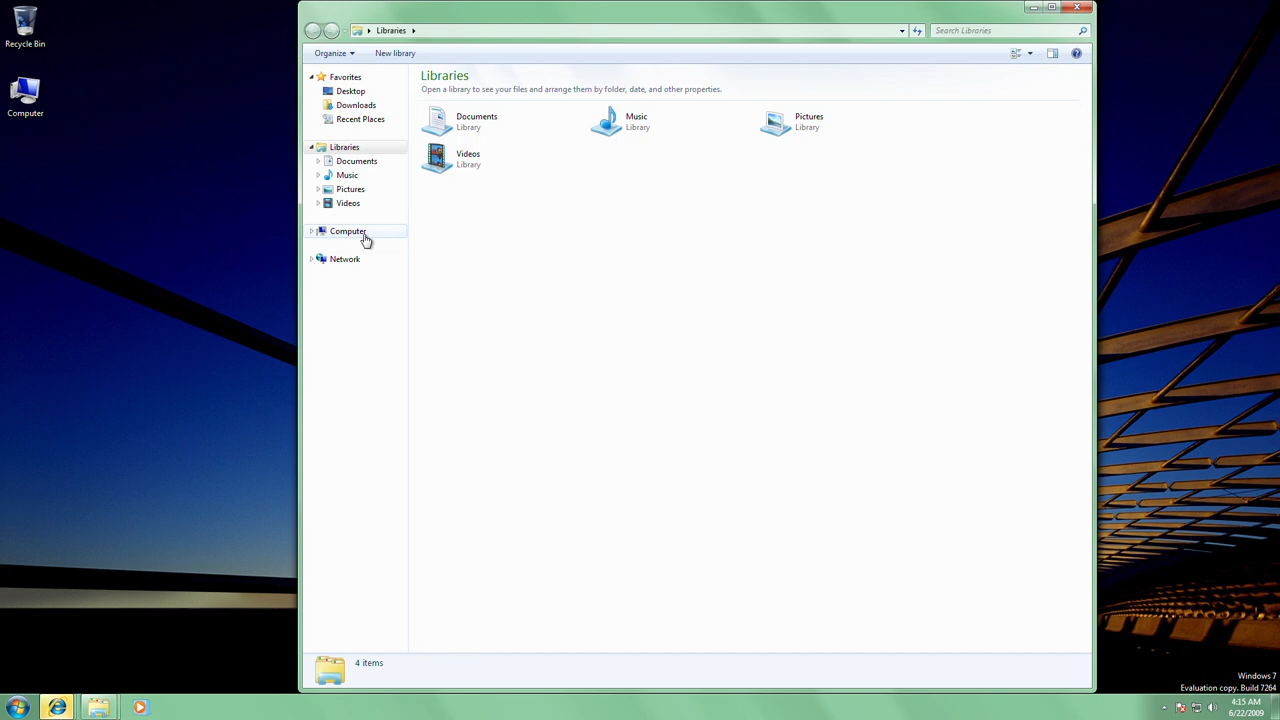 Recycle Bin
Computer
Libraries
Search Libraries
Organize
New library
Favorites
Desktop
Downloads
Recent Places
Libraries
Documents
Music
Pictures
Videos
Computer
Network
Libraries
Open a library to see your files and arrange them by folder, date, and other properties.
Documents
Library
Music
Library
Pictures
Library
Videos
Library
4 items
Windows 7
Evaluation copy. Build 7264
4:15 AM
6/22/2009